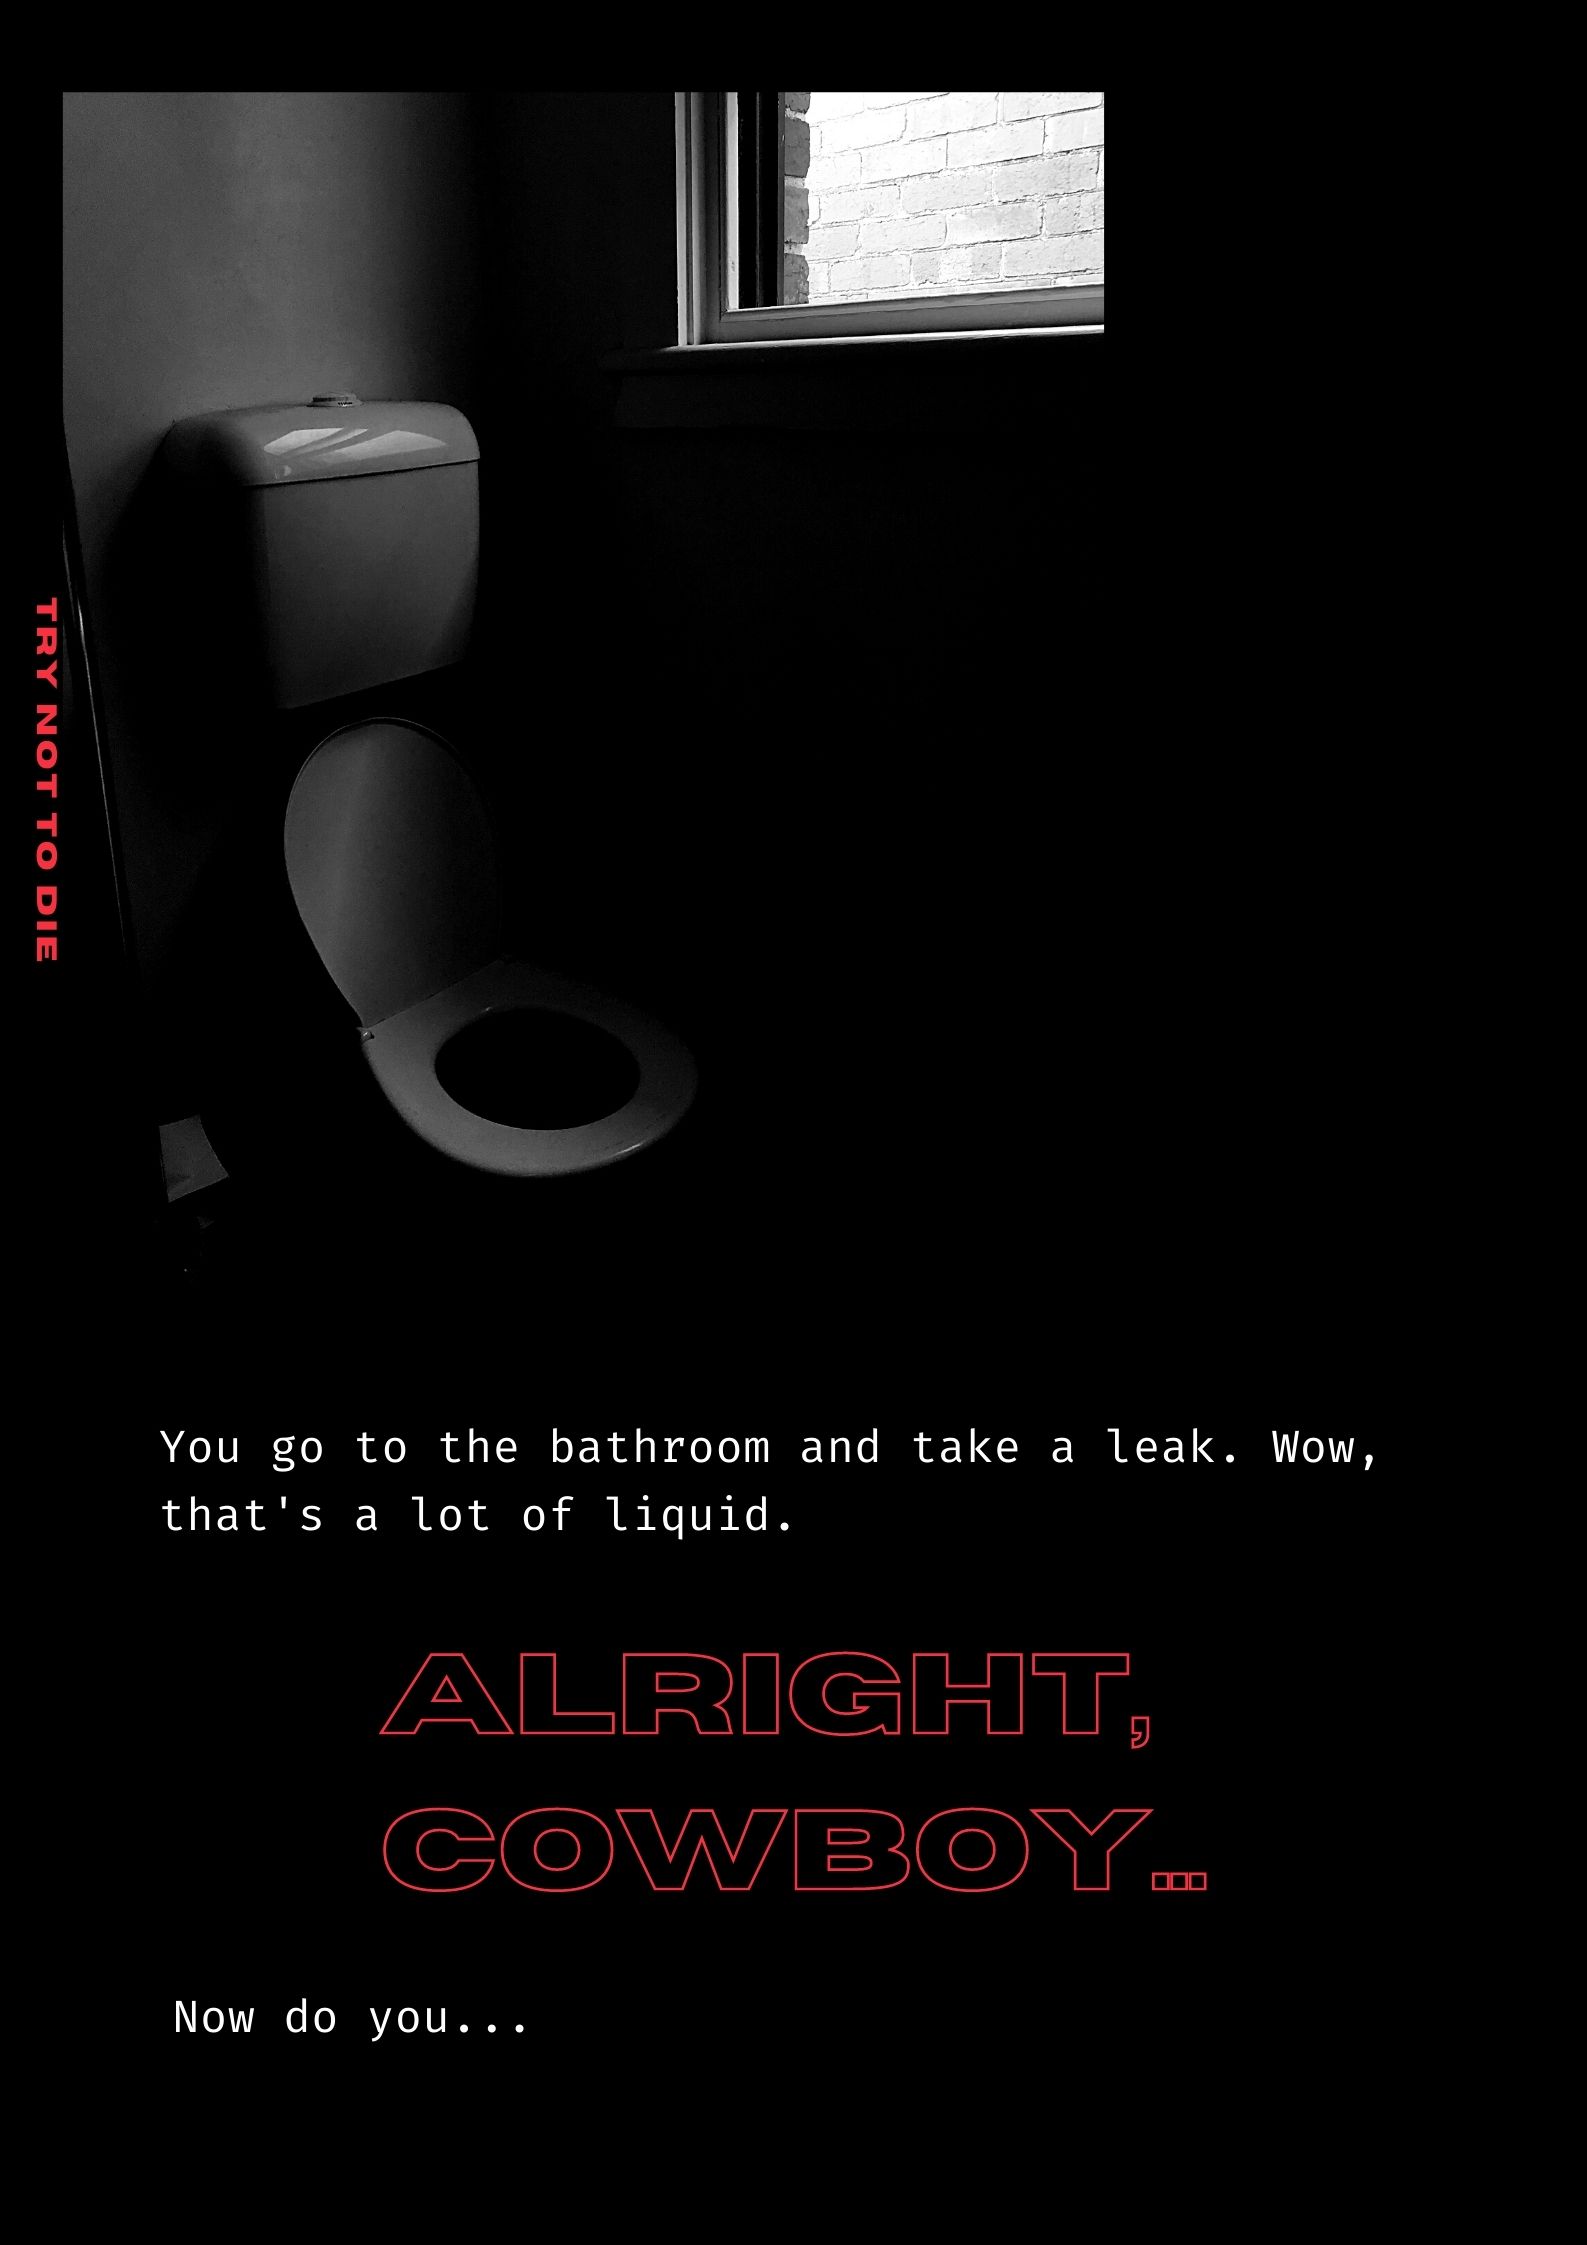 TRY NOT TO DIE
You go to the bathroom and take a leak. Wow,
that's a lot of liquid.
ALRIGHT,
COWBOY...
Now do you...